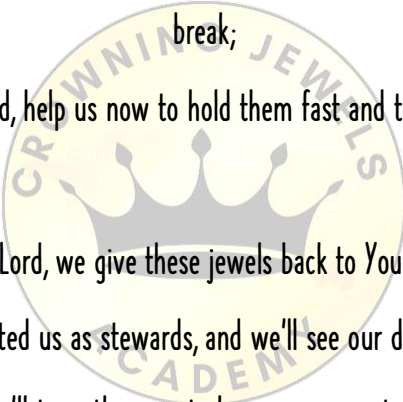 break;
d, help us now to hold them fast and t
Lord, we give these jewels back to You
ted us as stewards, and we'll see our d
CROWNING JEWELS
ACADEMY